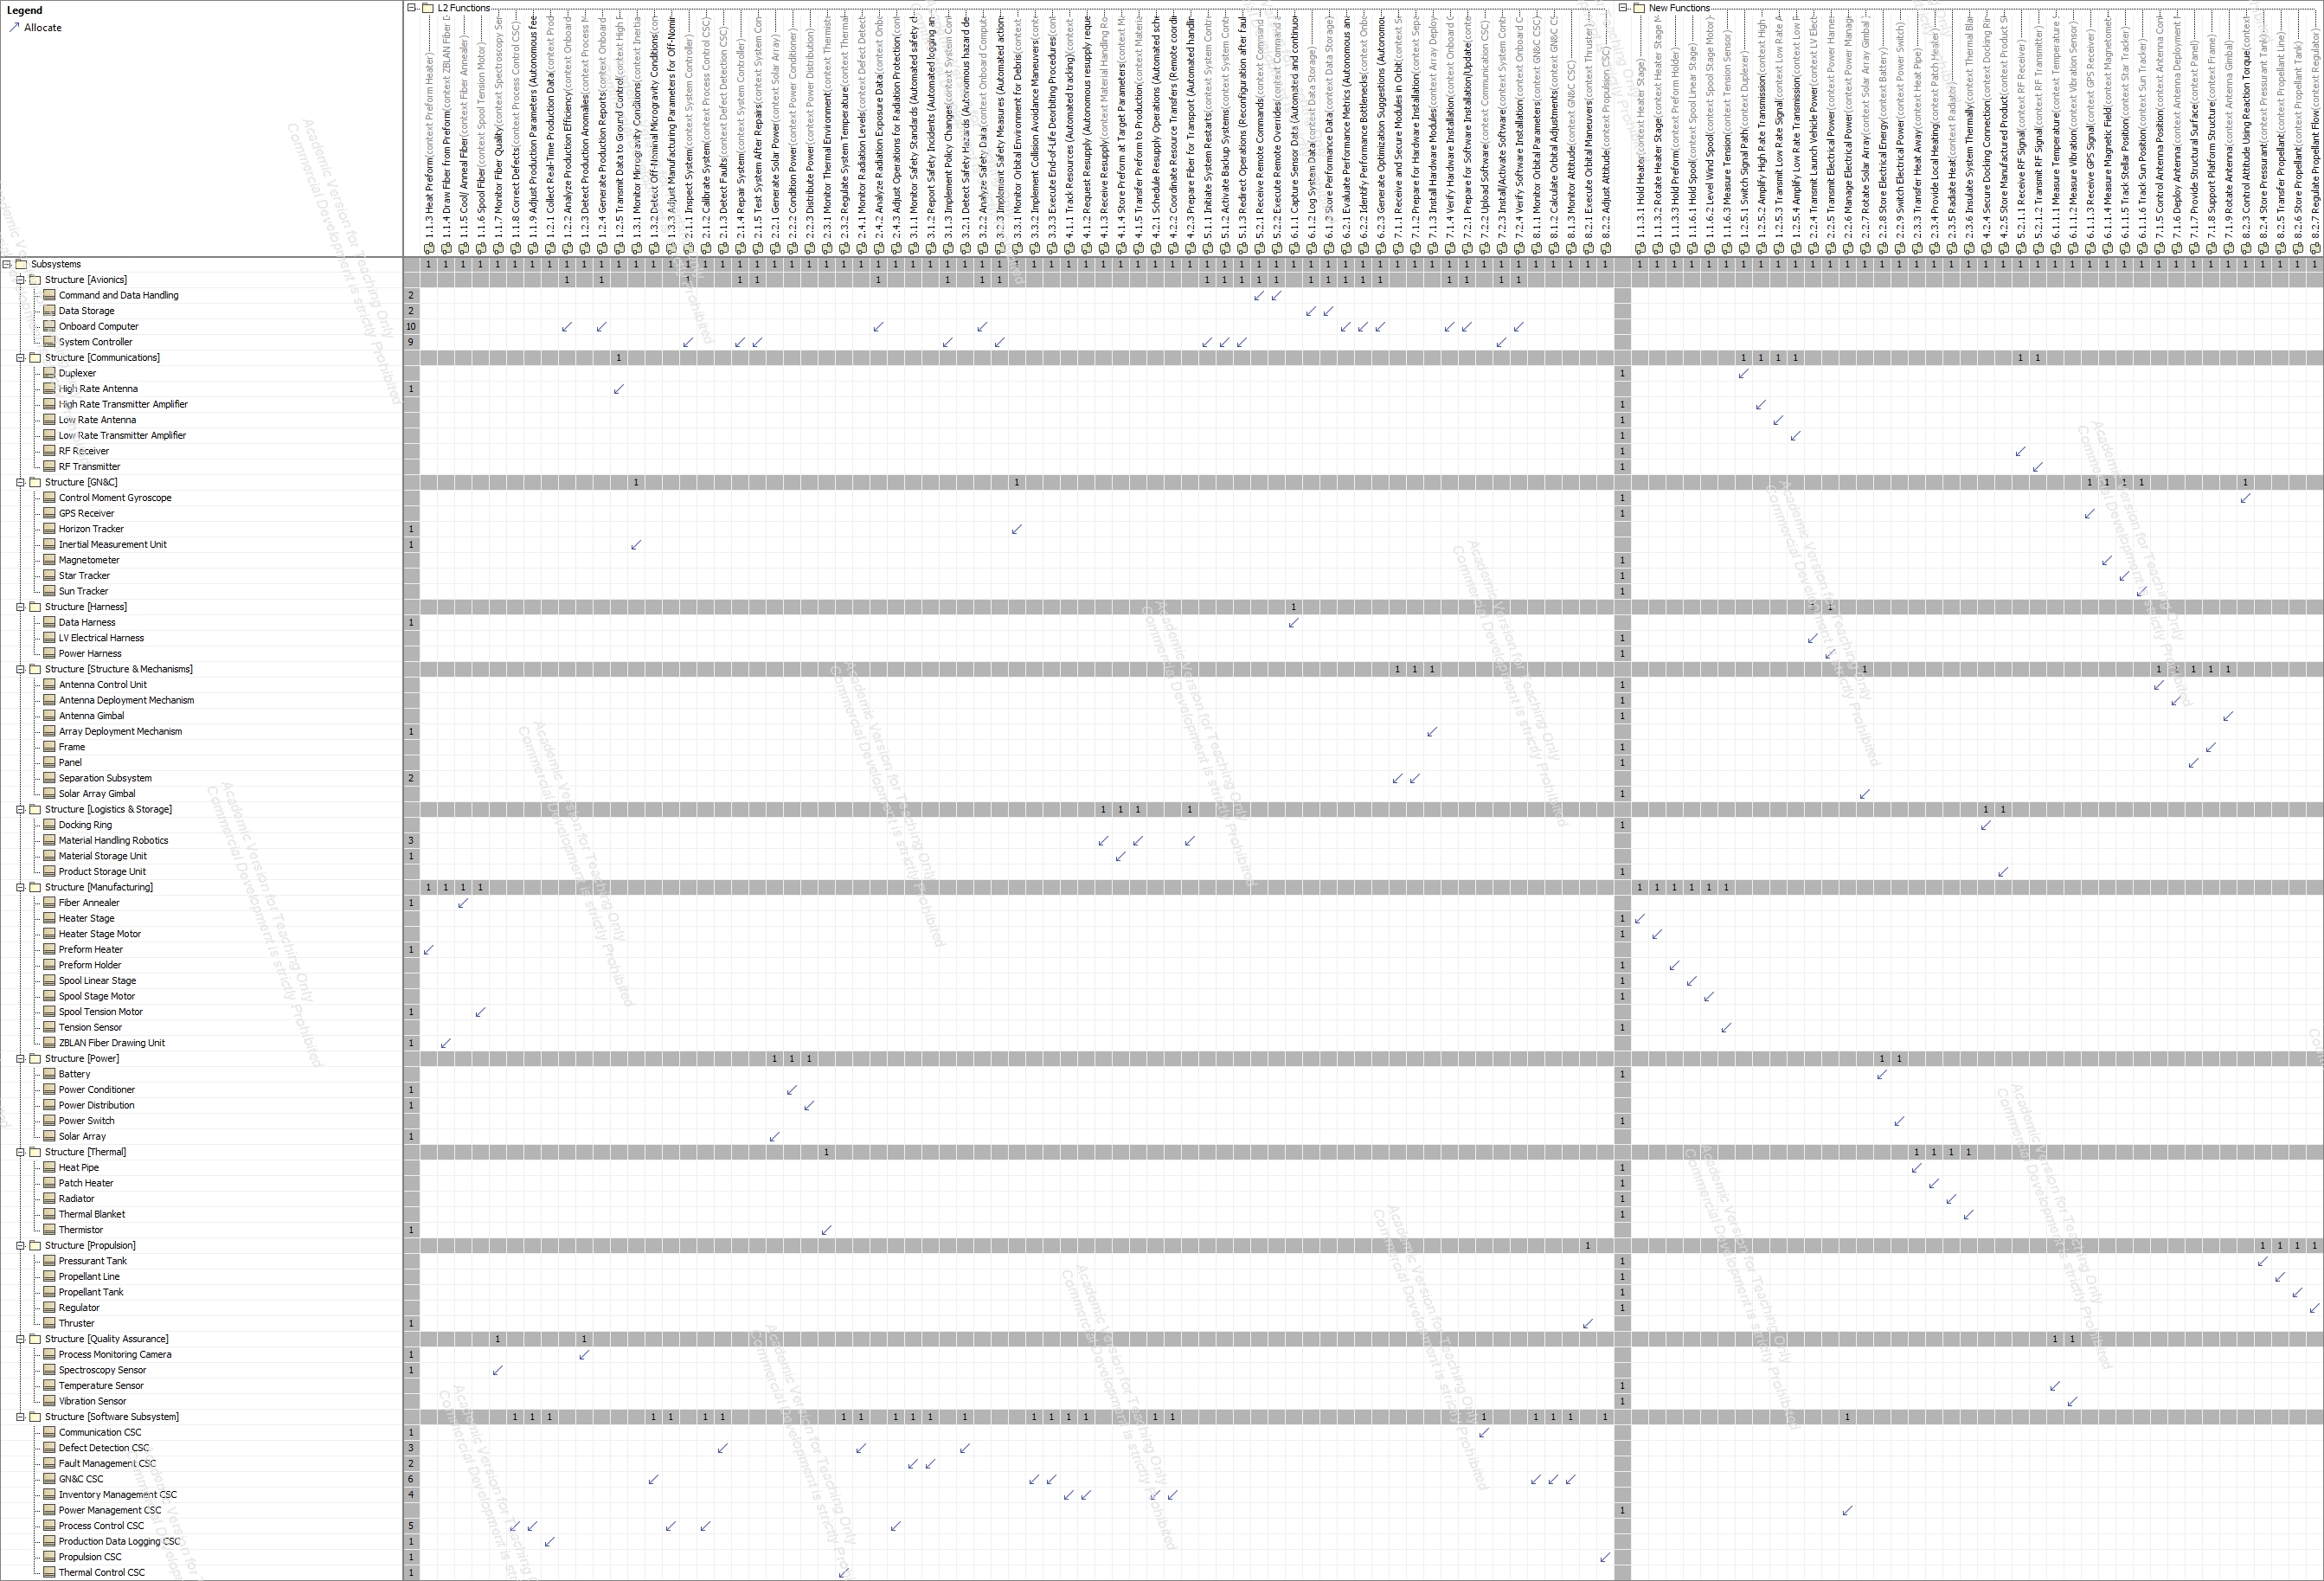 Legend
Allocate
L2 Functions
New Functions
1.1.3 Heat Preform(context Preform Heater)
1.1.4 Draw Fiber from Preform(context ZBLAN Fiber D
1.1.5 Cool/ Anneal Fiber(context Fiber Annealer)
1.1.6 Spool Fiber(context Spool Tension Motor)
1.1.7 Monitor Fiber Quality(context Spectroscopy Sen
1.1.8 Correct Defects(context Process Control CSC)
1.1.9 Adjust Production Parameters (Autonomous fee
1.2.1 Collect Real-Time Production Data(context Prod
1.2.2 Analyze Production Efficiency(context Onboard
1.2.3 Detect Production Anomalies(context Process M
1.2.4 Generate Production Reports(context Onboard
1.2.5 Transmit Data to Ground Control(context High F
1.3.1 Monitor Microgravity Conditions(context Inertia
1.3.2 Detect Off-Nominal Microgravity Conditions(con
1.3.3 Adjust Manufacturing Parameters for Off-Nomin
2.1.1 Inspect System(context System Controller)
2.1.2 Calibrate System(context Process Control CSC)
2.1.3 Detect Faults(context Defect Detection CSC)
2.1.4 Repair System(context System Controller)
2.1.5 Test System After Repairs(context System Con
2.2.1 Generate Solar Power(context Solar Array)
2.2.2 Condition Power(context Power Conditioner)
2.2.3 Distribute Power(context Power Distribution)
2.3.1 Monitor Thermal Environment(context Thermist
2.3.2 Regulate System Temperature(context Thermal
2.4.1 Monitor Radiation Levels(context Defect Detect
2.4.2 Analyze Radiation Exposure Data(context Onbo
2.4.3 Adjust Operations for Radiation Protection(cont
3.1.1 Monitor Safety Standards (Automated safety cl
3.1.2 Report Safety Incidents (Automated logging an
3.1.3 Implement Policy Changes(context System Conl
3.2.1 Detect Safety Hazards (Autonomous hazard de
3.2.2 Analyze Safety Data(context Onboard Comput
3.2.3 Implement Safety Measures (Automated action
3.3.1 Monitor Orbital Environment for Debris(context
3.3.2 Implement Collision Avoidance Maneuvers(conte
3.3.3 Execute End-of-Life Deorbiting Procedures(cont
4.1.1 Track Resources (Automated tracking)(context
4.1.2 Request Resupply (Autonomous resupply reque
4.1.3 Receive Resupply(context Material Handling Ro
4.1.4 Store Preform at Target Parameters(context M
4.1.5 Transfer Preform to Production(context Materia
4.2.1 Schedule Resupply Operations (Automated sch
4.2.2 Coordinate Resource Transfers (Remote coordi
4.2.3 Prepare Fiber for Transport (Automated handin
5.1.1 Initiate System Restarts(context System Contr
5.1.2 Activate Backup Systems(context System Cont
5.1.3 Redirect Operations (Reconfiguration after faul
5.2.1 Receive Remote Commands(context Command
5.2.2 Execute Remote Overrides(context Command a
6.1.1 Capture Sensor Data (Automated and continuo
6.1.2 Log System Data(context Data Storage)
6.1.3 Store Performance Data(context Data Storage)
6.2.1 Evaluate Performance Metrics (Autonomous an
6.2.2 Identify Performance Bottlenecks(context Onbo
6.2.3 Generate Optimization Suggestions (Autonomou
7.1.1 Receive and Secure Modules in Orbit(context S
7.1.2 Prepare for Hardware Installation(context Sepa
7.1.3 Install Hardware Modules(context Array Deploy
7.1.4 Verify Hardware Installation(context Onboard C
7.2.1 Prepare for Software Installation/Update(conte
7.2.2 Upload Software(context Communication CSC)
7.2.3 Install/Activate Software(context System Conti
7.2.4 Verify Software Installation(context Onboard C
8.1.1 Monitor Orbital Parameters(context GN&C CSC)
8.1.2 Calculate Orbital Adjustments(context GN&C CS
8.1.3 Monitor Attitude(context GN&C CSC)
8.2.1 Execute Orbital Maneuvers(context Thruster)
8.2.2 Adjust Attitude(context Propulsion CSC)
1.1.3.1 Hold Heater(context Heater Stage)
1.1.3.2 Rotate Heater Stage(context Heater Stage M
1.1.3.3 Hold Preform(context Preform Holder)
1.1.6.1 Hold Spool(context Spool Linear Stage)
1.1.6.2 Level Wind Spool(context Spool Stage Motor)
1.1.6.3 Measure Tension(context Tension Sensor)
1.2.5.1 Switch Signal Path(context Duplexer)
1.2.5.2 Amplify High Rate Transmission(context High
1.2.5.3 Transmit Low Rate Signal(context Low Rate A
1.2.5.4 Amplify Low Rate Transmission(context Low F
2.2.4 Transmit Launch Vehicle Power(context LV Elect
2.2.5 Transmit Electrical Power(context Power Harne
2.2.6 Manage Electrical Power(context Power Manag
2.2.7 Rotate Solar Array(context Solar Array Gimbal
2.2.8 Store Electrical Energy(context Battery)
2.2.9 Switch Electrical Power(context Power Switch)
2.3.3 Transfer Heat Away(context Heat Pipe)
2.3.4 Provide Local Heating(context Patch Heater)
2.3.5 Radiate Heat(context Radiator)
2.3.6 Insulate System Thermally(context Thermal Blan
4.2.4 Secure Docking Connection(context Docking Rin
4.2.5 Store Manufactured Product(context Product St
5.2.1.1 Receive RF Signal(context RF Receiver)
5.2.1.2 Transmit RF Signal(context RF Transmitter)
6.1.1.1 Measure Temperature(context Temperature S
6.1.1.2 Measure Vibration(context Vibration Sensor)
6.1.1.3 Receive GPS Signal(context GPS Receiver)
6.1.1.4 Measure Magnetic Field(context Magnetomet
6.1.1.5 Track Stellar Position(context Star Tracker)
6.1.1.6 Track Sun Position(context Sun Tracker)
7.1.5 Control Antenna Position(context Antenna Cont
7.1.6 Deploy Antenna(context Antenna Deployment M
7.1.7 Provide Structural Surface(context Panel)
7.1.8 Support Platform Structure(context Frame)
7.1.9 Rotate Antenna(context Antenna Gimbal)
8.2.3 Control Attitude Using Reaction Torque(context
8.2.4 Store Pressurant(context Pressurant Tank)
8.2.5 Transfer Propellant(context Propellant Line)
8.2.6 Store Propellant(context Propellant Tank)
8.2.7 Regulate Propellant Flow(context Regulator)
Subsystems
Structure [Avionics]
Command and Data Handling 2
Data Storage 2
Onboard Computer 10
System Controller 9
Structure [Communications]
Duplexer 1
High Rate Antenna 1
High Rate Transmitter Amplifier 1
Low Rate Antenna 1
Low Rate Transmitter Amplifier 1
RF Receiver 1
RF Transmitter 1
Structure [GN&C]
Control Moment Gyroscope 1
GPS Receiver 1
Horizon Tracker 1
Inertial Measurement Unit 1
Magnetometer 1
Star Tracker 1
Sun Tracker 1
Structure [Harness]
Data Harness 1
LV Electrical Harness 1
Power Harness 1
Structure [Structure & Mechanisms]
Antenna Control Unit 1
Antenna Deployment Mechanism 1
Antenna Gimbal 1
Array Deployment Mechanism 1
Frame 1
Panel 1
Separation Subsystem 2
Solar Array Gimbal 1
Structure [Logistics & Storage]
Docking Ring 1
Material Handling Robotics 3
Material Storage Unit 1
Product Storage Unit 1
Structure [Manufacturing]
Fiber Annealer 1
Heater Stage 1
Heater Stage Motor 1
Preform Heater 1
Preform Holder 1
Spool Linear Stage 1
Spool Stage Motor 1
Spool Tension Motor 1
Tension Sensor 1
ZBLAN Fiber Drawing Unit 1
Structure [Power]
Battery 1
Power Conditioner 1
Power Distribution 1
Power Switch 1
Solar Array 1
Structure [Thermal]
Heat Pipe 1
Patch Heater 1
Radiator 1
Thermal Blanket 1
Thermistor 1
Structure [Propulsion]
Pressurant Tank 1
Propellant Line 1
Propellant Tank 1
Regulator 1
Thruster 1
Structure [Quality Assurance]
Process Monitoring Camera 1
Spectroscopy Sensor 1
Temperature Sensor 1
Vibration Sensor 1
Structure [Software Subsystem]
Communication CSC 1
Defect Detection CSC 3
Fault Management CSC 2
GN&C CSC 6
Inventory Management CSC 4
Power Management CSC 1
Process Control CSC 5
Production Data Logging CSC 1
Propulsion CSC 1
Thermal Control CSC 1
Academic Version for Teaching Only
Commercial Development is strictly Prohibited